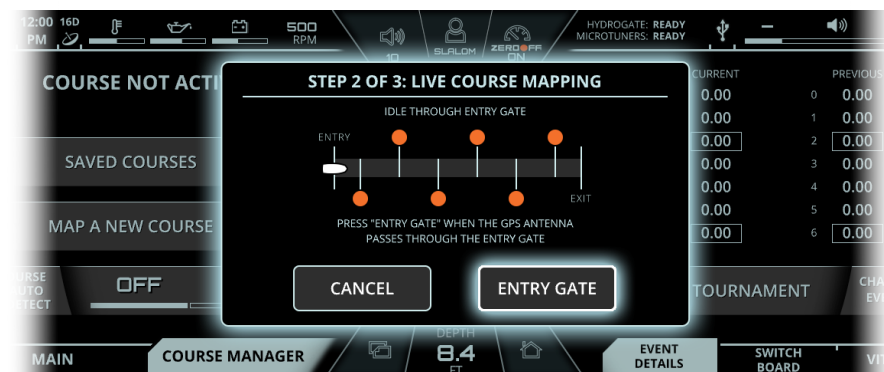 12:00 16D
PM
500
RPM
10
SLALOM
ZEROOFF
ON
HYDROGATE: READY
MICROTUNERS: READY
COURSE NOT ACTI
SAVED COURSES
MAP A NEW COURSE
URSE
UTO
TECT
OFF
STEP 2 OF 3: LIVE COURSE MAPPING
IDLE THROUGH ENTRY GATE
ENTRY
EXIT
PRESS "ENTRY GATE" WHEN THE GPS ANTENNA
PASSES THROUGH THE ENTRY GATE
CANCEL
ENTRY GATE
CURRENT PREVIOUS
0.00 0 0.00
0.00 1 0.00
0.00 2 0.00
0.00 3 0.00
0.00 4 0.00
0.00 5 0.00
0.00 6 0.00
TOURNAMENT
CHA
EVE
MAIN
COURSE MANAGER
DEPTH
8.4
FT
EVENT
DETAILS
SWITCH
BOARD
VI